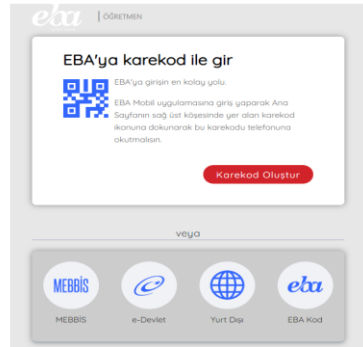 eba | ÖĞRETMEN
EBA'ya karekod ile gir
EBA'ya girişin en kolay yolu.
EBA Mobil uygulamasına giriş yaparak Ana
Sayfanın sağ üst köşesinde yer alan karekod
ikonuna dokunarak bu karekodu telefonuna
okutmalısın.
Karekod Oluştur
veya
MEBBİS
eba
MEBBİS
e-Devlet
Yurt Dışı
EBA Kod